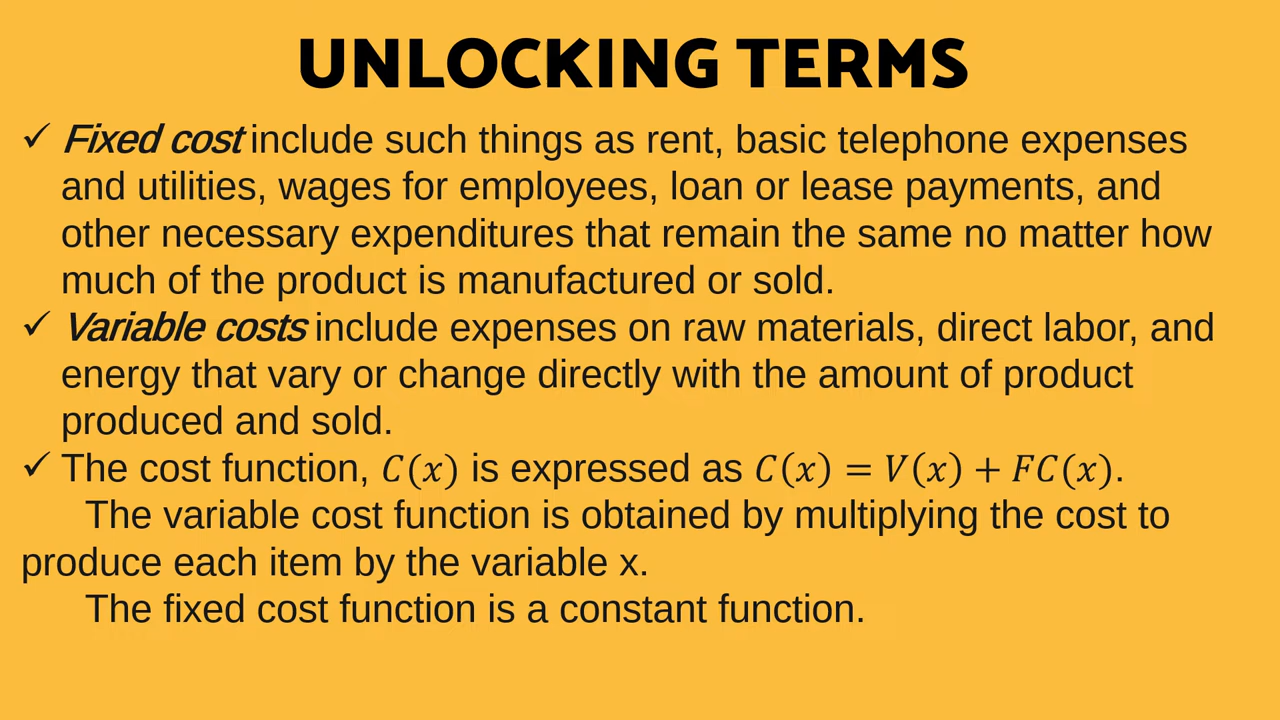 UNLOCKING TERMS
✓ Fixed cost include such things as rent, basic telephone expenses
and utilities, wages for employees, loan or lease payments, and
other necessary expenditures that remain the same no matter how
much of the product is manufactured or sold.
✓ Variable costs include expenses on raw materials, direct labor, and
energy that vary or change directly with the amount of product
produced and sold.
✓ The cost function, C(x) is expressed as C(x) = V(x) + FC(x).
The variable cost function is obtained by multiplying the cost to
produce each item by the variable x.
The fixed cost function is a constant function.